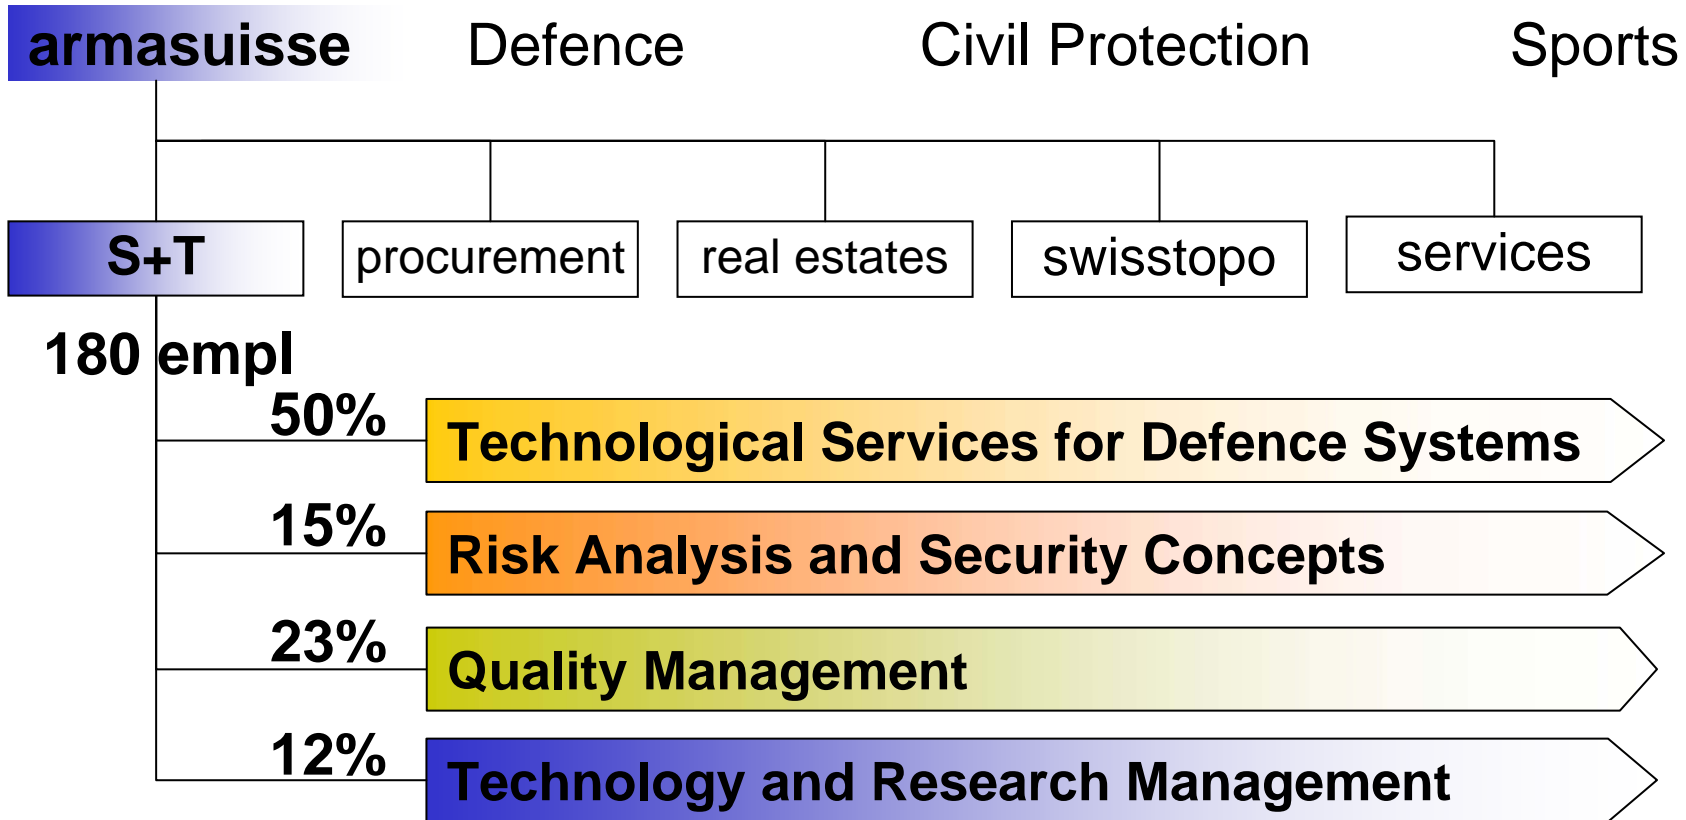 armasuisse Defence Civil Protection Sports
S+T procurement real estates swisstopo services
180 empl
50% Technological Services for Defence Systems
15% Risk Analysis and Security Concepts
23% Quality Management
12% Technology and Research Management